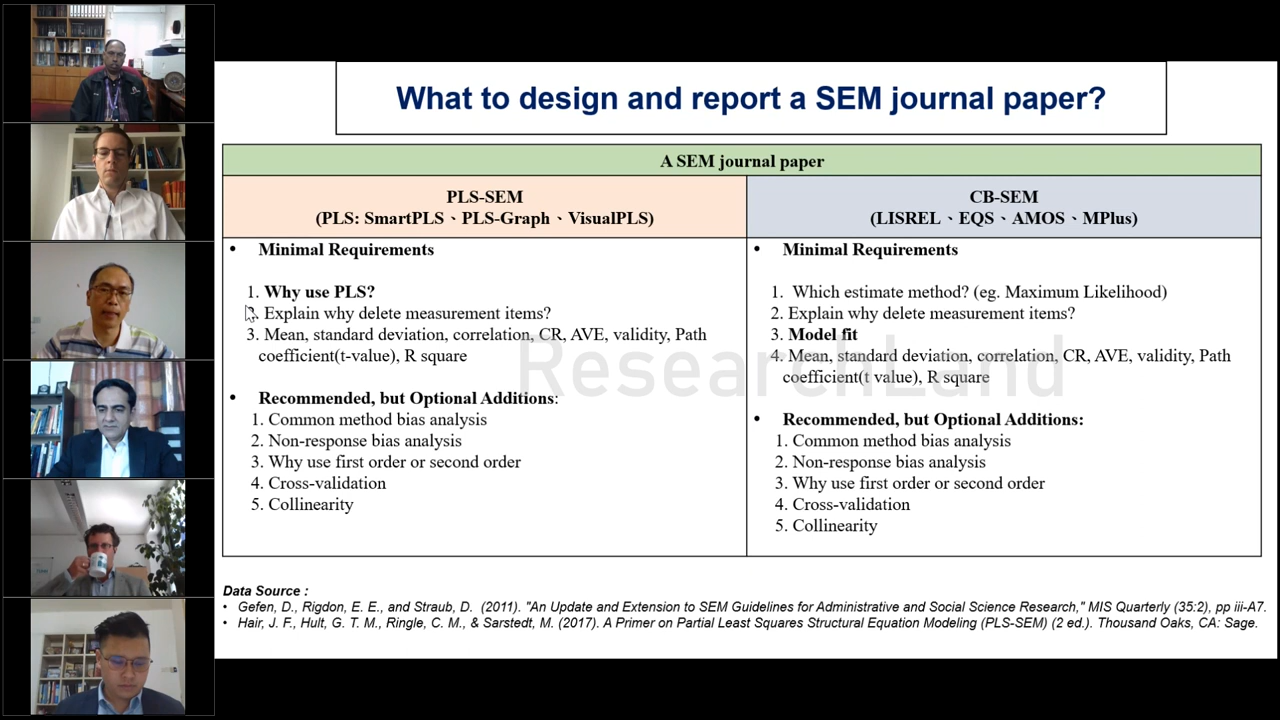 What to design and report a SEM journal paper?
A SEM journal paper
PLS-SEM
(PLS: SmartPLS、PLS-Graph、VisualPLS)
• Minimal Requirements
1. Why use PLS?
2. Explain why delete measurement items?
3. Mean, standard deviation, correlation, CR, AVE, validity, Path
coefficient(t-value), R square
• Recommended, but Optional Additions:
1. Common method bias analysis
2. Non-response bias analysis
3. Why use first order or second order
4. Cross-validation
5. Collinearity
CB-SEM
(LISREL、EQS、AMOS、MPlus)
• Minimal Requirements
1. Which estimate method? (eg. Maximum Likelihood)
2. Explain why delete measurement items?
3. Model fit
4. Mean, standard deviation, correlation, CR, AVE, validity, Path
coefficient(t value), R square
• Recommended, but Optional Additions:
1. Common method bias analysis
2. Non-response bias analysis
3. Why use first order or second order
4. Cross-validation
5. Collinearity
ResearchLand
Data Source :
• Gefen, D., Rigdon, E. E., and Straub, D. (2011). "An Update and Extension to SEM Guidelines for Administrative and Social Science Research," MIS Quarterly (35:2), pp iii-A7.
• Hair, J. F., Hult, G. T. M., Ringle, C. M., & Sarstedt, M. (2017). A Primer on Partial Least Squares Structural Equation Modeling (PLS-SEM) (2 ed.). Thousand Oaks, CA: Sage.